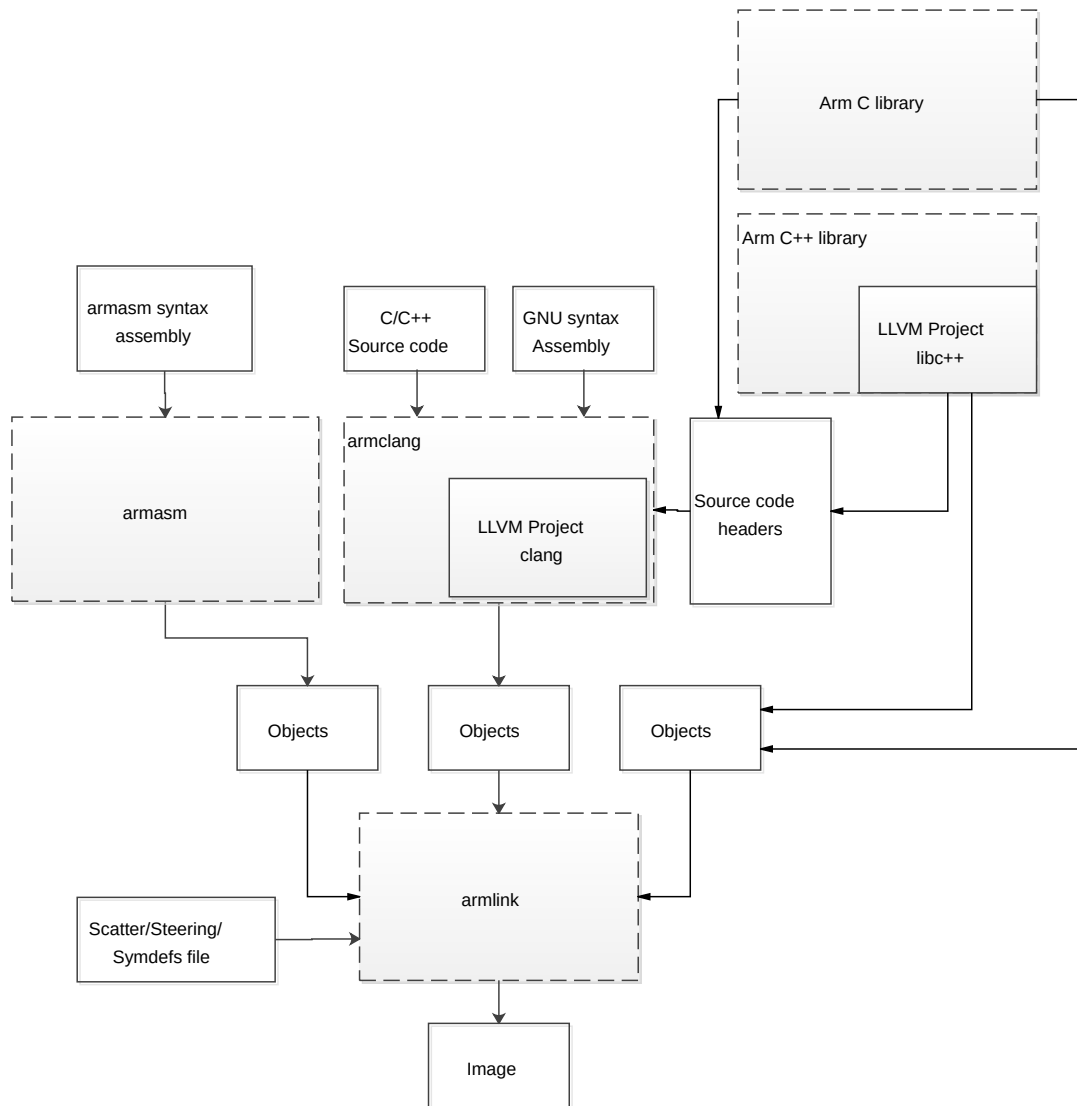 Arm C library
Arm C++ library
LLVM Project
libc++
armasm syntax
assembly
C/C++
Source code
GNU syntax
Assembly
armasm
armclang
LLVM Project
clang
Source code
headers
Objects
Objects
Objects
armlink
Scatter/Steering/
Symdefs file
Image